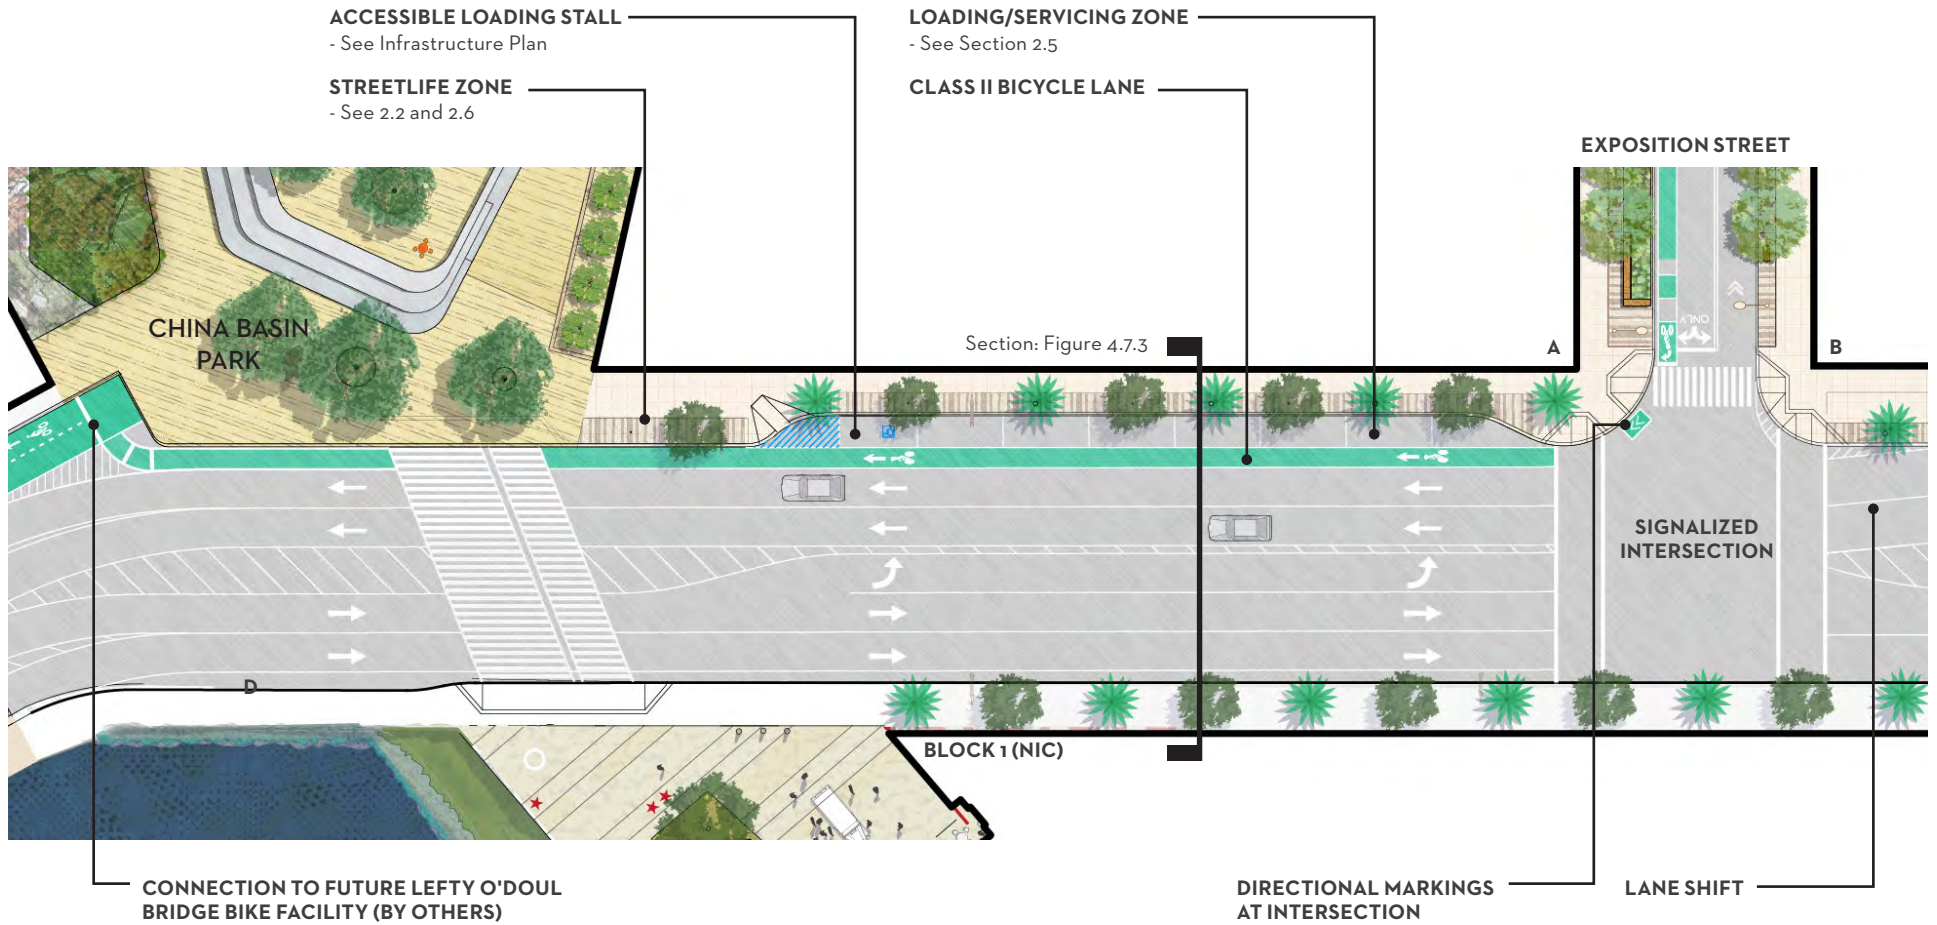 ACCESSIBLE LOADING STALL
- See Infrastructure Plan
STREETLIFE ZONE
- See 2.2 and 2.6
LOADING/SERVICING ZONE
- See Section 2.5
CLASS II BICYCLE LANE
EXPOSITION STREET
ONLY
CHINA BASIN
PARK
Section: Figure 4.7.3
A
B
SIGNALIZED
INTERSECTION
D
BLOCK 1 (NIC)
CONNECTION TO FUTURE LEFTY O'DOUL
BRIDGE BIKE FACILITY (BY OTHERS)
DIRECTIONAL MARKINGS
AT INTERSECTION
LANE SHIFT